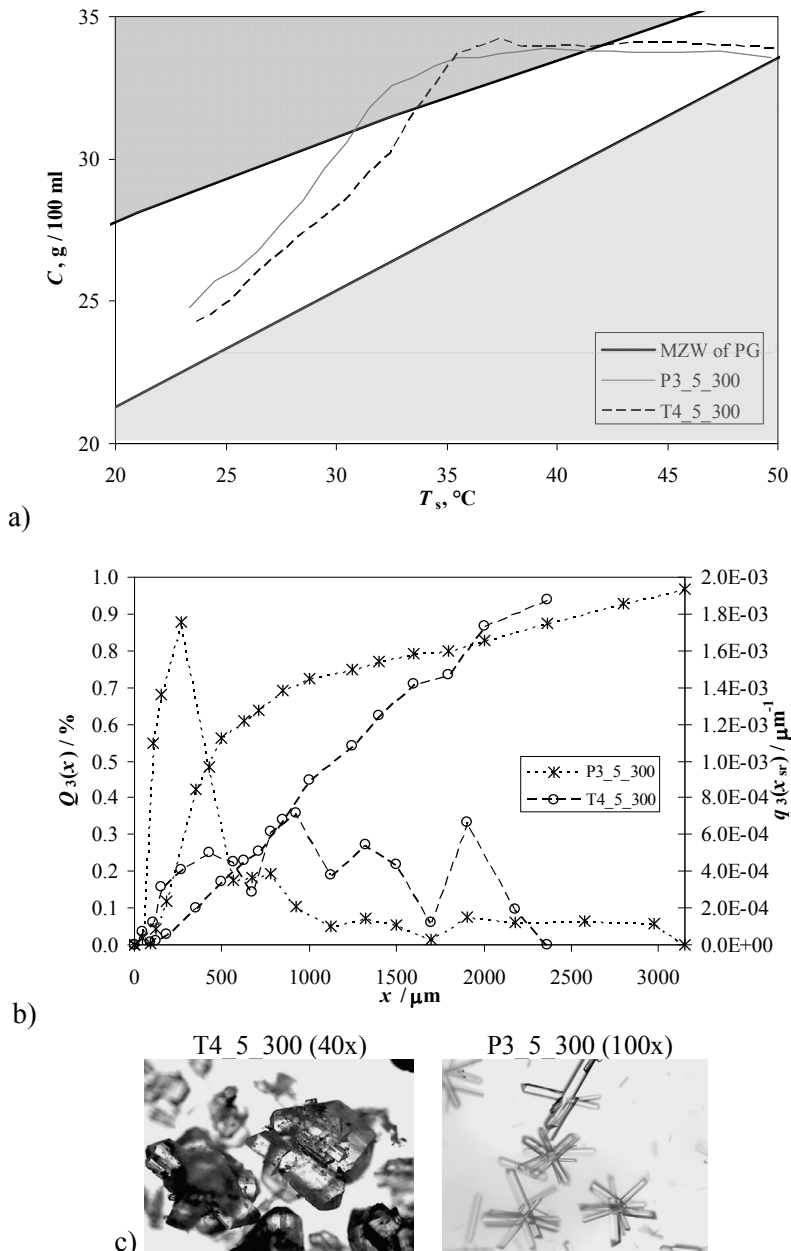 35
30
25
20
C, g / 100 ml
MZW of PG
P3_5_300
T4_5_300
20 25 30 35 40 45 50
T s, °C
a)
1.0 2.0E-03
0.9 1.8E-03
0.8 1.6E-03
0.7 1.4E-03
0.6 1.2E-03
0.5 1.0E-03
0.4 8.0E-04
0.3 6.0E-04
0.2 4.0E-04
0.1 2.0E-04
0.0 0.0E+00
Q 3(x) / %
q 3(x sr) / μm-1
P3_5_300
T4_5_300
0 500 1000 1500 2000 2500 3000
x / μm
b)
T4_5_300 (40x) P3_5_300 (100x)
c)